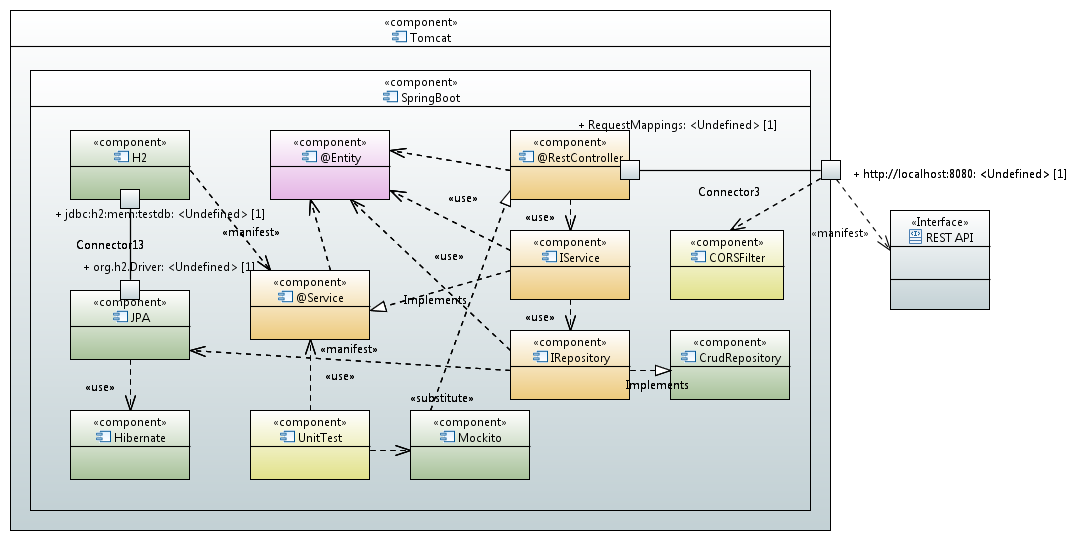 «component»
Tomcat
«component»
SpringBoot
+ RequestMappings: <Undefined> [1]
«component»
H2
«component»
@Entity
«component»
@RestController
+ http://localhost:8080: <Undefined> [1]
Connector3
«use»
+ jdbc:h2:mem:testdb: <Undefined> [1]
«use»
«Interface»
REST API
«manifest»
«manifest»
Connector13
«component»
IService
«component»
CORSFilter
«use»
+ org.h2.Driver: <Undefined> [1]
«component»
@Service
«component»
JPA
Implements
«use»
«manifest»
«component»
IRepository
«component»
CrudRepository
«use»
«use»
Implements
«substitute»
«component»
Hibernate
«component»
UnitTest
«component»
Mockito